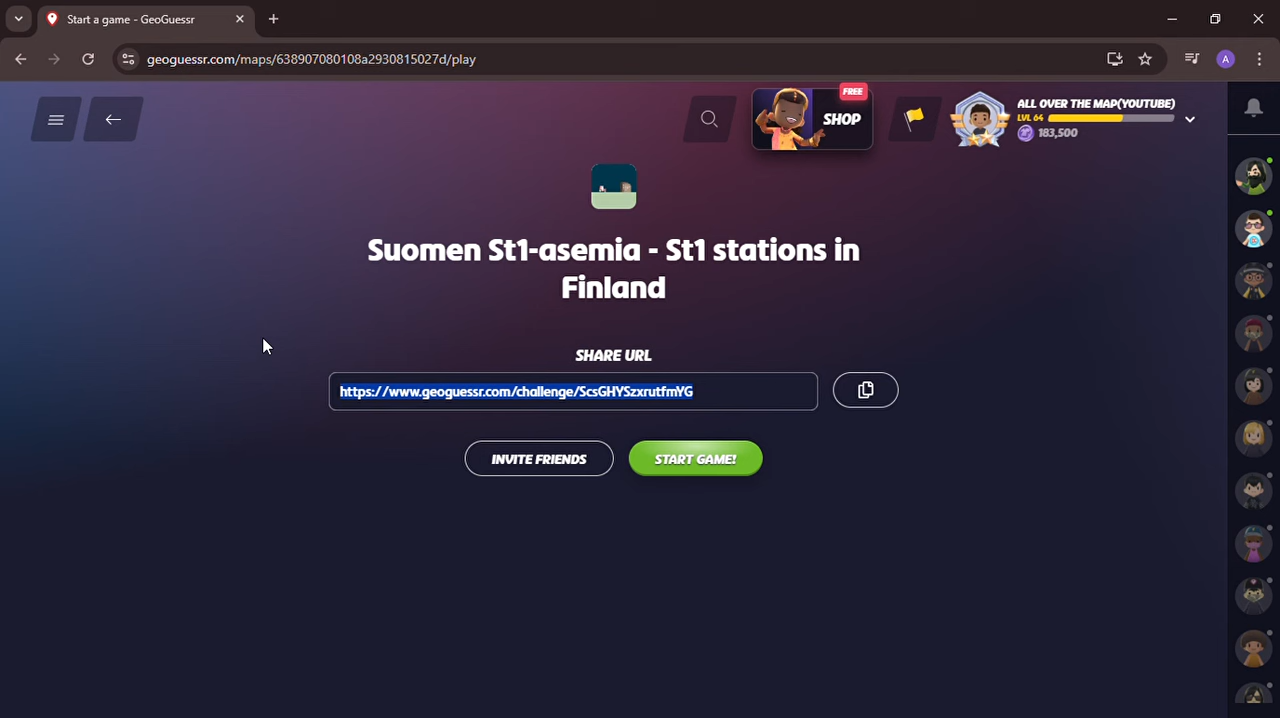 Start a game - GeoGuessr
geoguessr.com/maps/638907080108a2930815027d/play
A
FREE
SHOP
ALL OVER THE MAP(YOUTUBE)
LVL 64
183,500
Suomen St1-asemia - St1 stations in
Finland
SHARE URL
https://www.geoguessr.com/challenge/ScsGHYSzxrutfmYG
INVITE FRIENDS
START GAME!